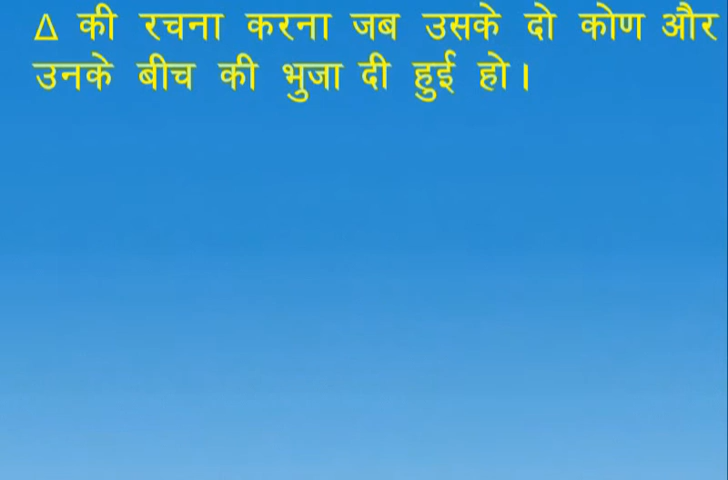 Δ की रचना करना जब उसके दो कोण और
उनके बीच की भुजा दी हुई हो।